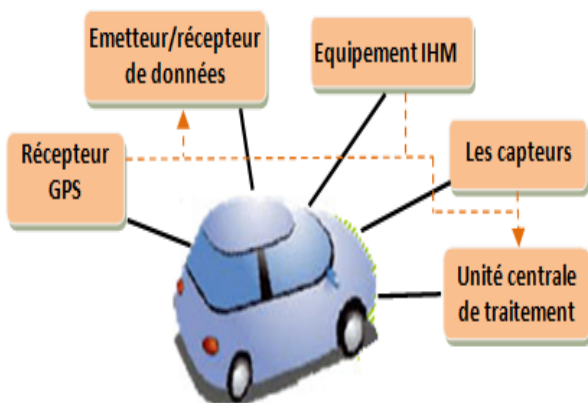 Emetteur/récepteur
de données
Equipement IHM
Récepteur
GPS
Les capteurs
Unité centrale
de traitement